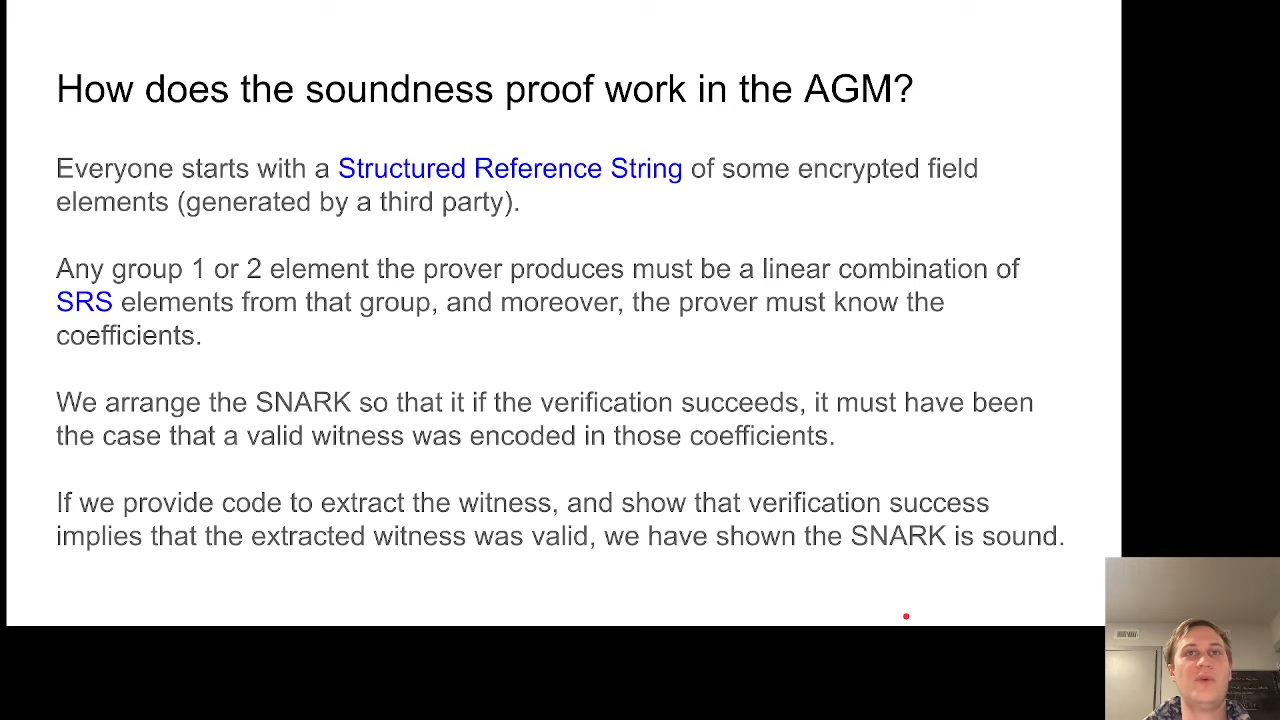 How does the soundness proof work in the AGM?
Everyone starts with a Structured Reference String of some encrypted field
elements (generated by a third party).
Any group 1 or 2 element the prover produces must be a linear combination of
SRS elements from that group, and moreover, the prover must know the
coefficients.
We arrange the SNARK so that it if the verification succeeds, it must have been
the case that a valid witness was encoded in those coefficients.
If we provide code to extract the witness, and show that verification success
implies that the extracted witness was valid, we have shown the SNARK is sound.